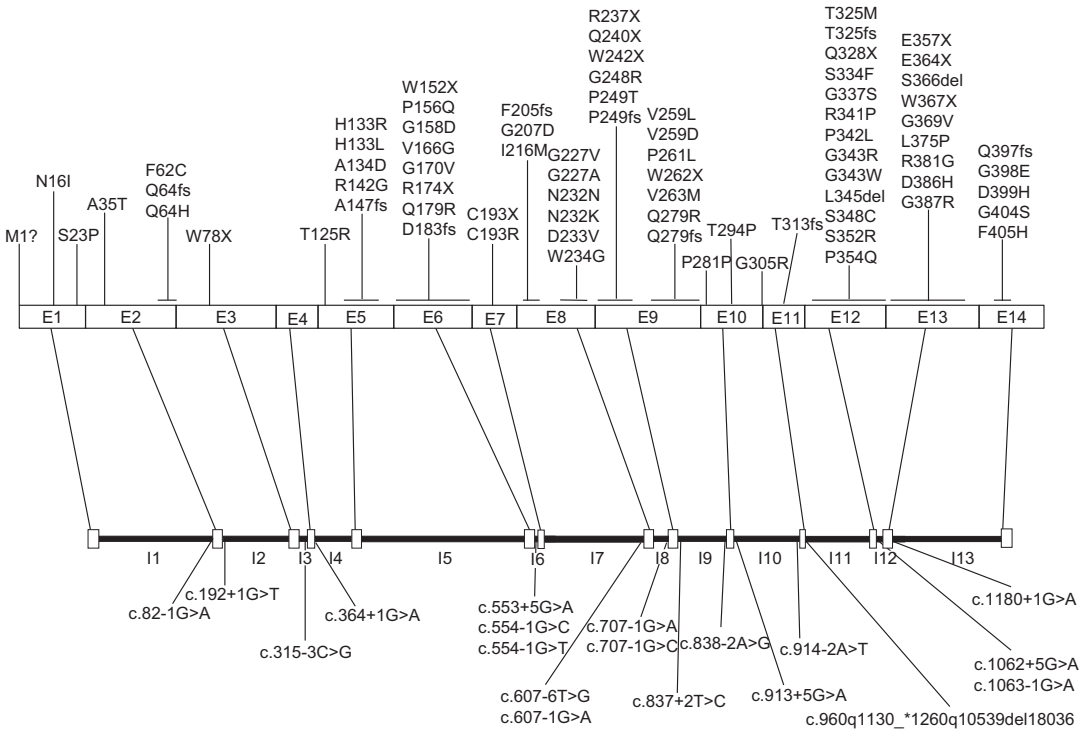 M1?
N16I
S23P
A35T
F62C
Q64fs
Q64H
W78X
T125R
H133R
H133L
A134D
R142G
A147fs
W152X
P156Q
G158D
V166G
G170V
R174X
Q179R
D183fs
C193X
C193R
F205fs
G207D
I216M
G227V
G227A
N232N
N232K
D233V
W234G
R237X
Q240X
W242X
G248R
P249T
P249fs
V259L
V259D
P261L
W262X
V263M
Q279R
Q279fs
P281P
T294P
G305R
T313fs
T325M
T325fs
Q328X
S334F
G337S
R341P
P342L
G343R
G343W
L345del
S348C
S352R
P354Q
E357X
E364X
S366del
W367X
G369V
L375P
R381G
D386H
G387R
Q397fs
G398E
D399H
G404S
F405H
E1 E2 E3 E4 E5 E6 E7 E8 E9 E10 E11 E12 E13 E14
I1 I2 I3 I4 I5 I6 I7 I8 I9 I10 I11 I12 I13
c.82-1G>A
c.192+1G>T
c.315-3C>G
c.364+1G>A
c.553+5G>A
c.554-1G>C
c.554-1G>T
c.607-6T>G
c.607-1G>A
c.707-1G>A
c.707-1G>C
c.837+2T>C
c.838-2A>G
c.913+5G>A
c.914-2A>T
c.960q1130_*1260q10539del18036
c.1062+5G>A
c.1063-1G>A
c.1180+1G>A